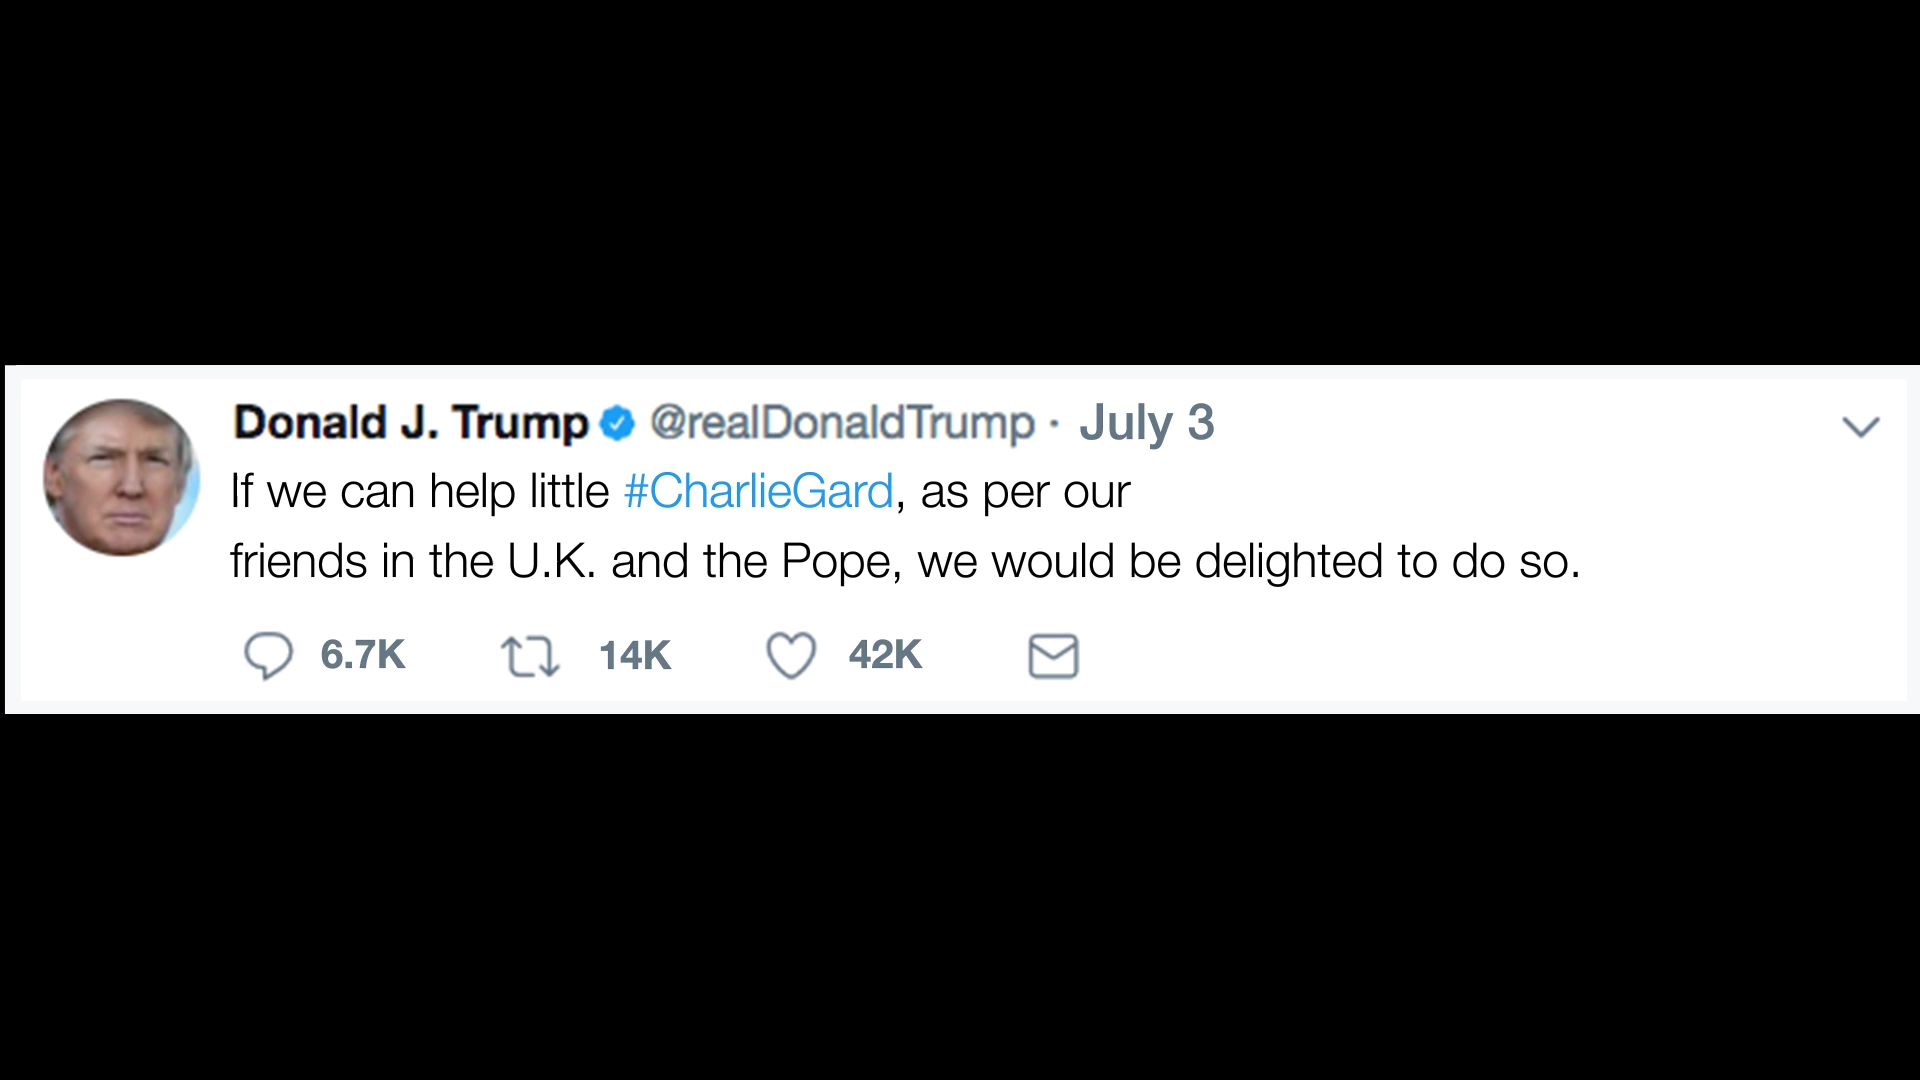 Donald J. Trump @realDonaldTrump · July 3
If we can help little #CharlieGard, as per our
friends in the U.K. and the Pope, we would be delighted to do so.
6.7K 14K 42K